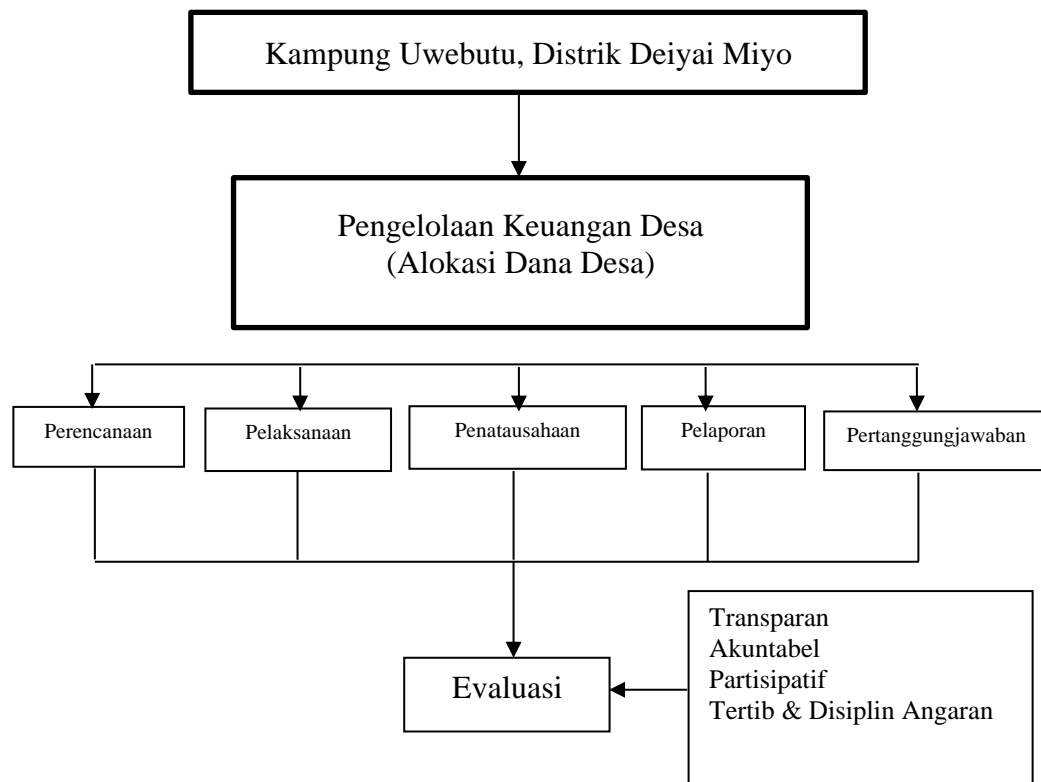 Kampung Uwebutu, Distrik Deiyai Miyo
Pengelolaan Keuangan Desa
(Alokasi Dana Desa)
Perencanaan
Pelaksanaan
Penatausahaan
Pelaporan
Pertanggungjawaban
Transparan
Akuntabel
Partisipatif
Tertib & Disiplin Angaran
Evaluasi